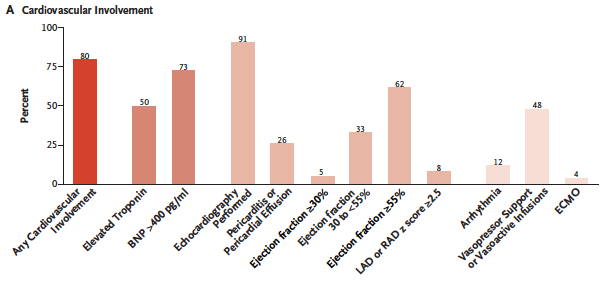 A Cardiovascular Involvement
Percent
100
75
50
25
0
80
50
73
91
26
5
33
62
8
12
48
4
Any Cardiovascular
Involvement
Elevated Troponin
BNP >400 pg/ml
Echocardiography
Performed
Pericarditis or
Pericardial Effusion
Ejection fraction ≥30%
Ejection fraction
30 to <55%
Ejection fraction ≥55%
LAD or RAD z score ≥2.5
Arrhythmia
Vasopressor Support
or Vasoactive Infusions
ECMO